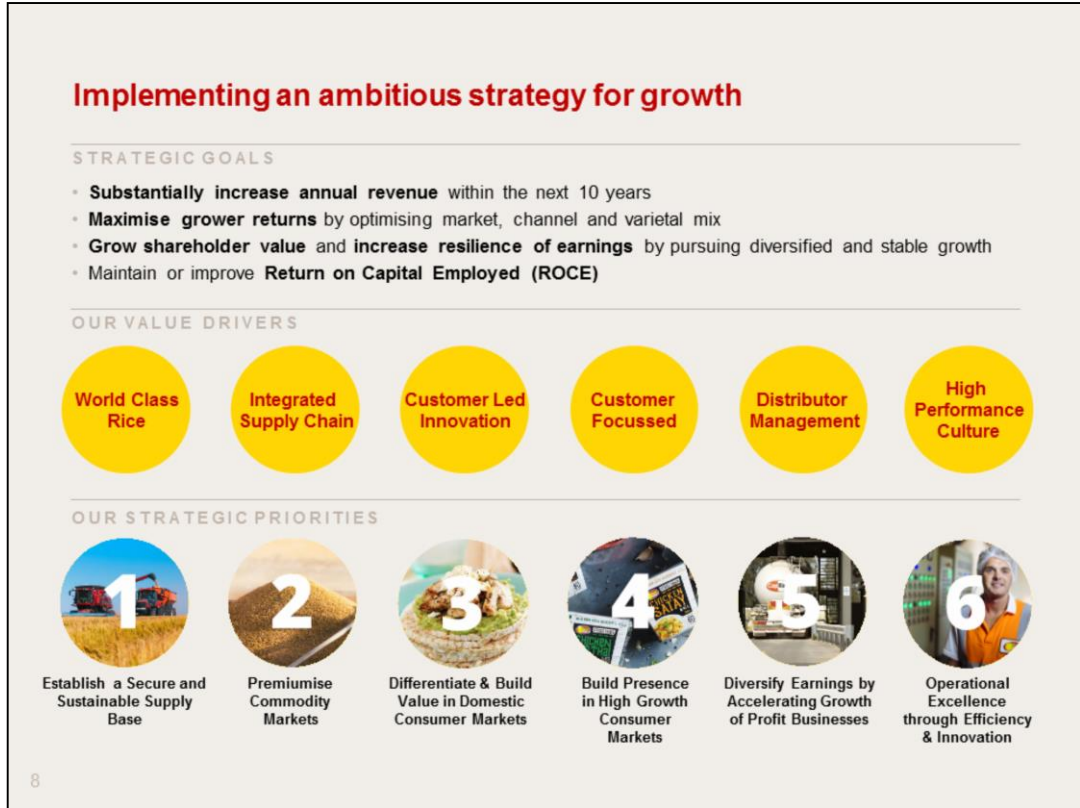 Implementing an ambitious strategy for growth
STRATEGIC GOALS
• Substantially increase annual revenue within the next 10 years
• Maximise grower returns by optimising market, channel and varietal mix
• Grow shareholder value and increase resilience of earnings by pursuing diversified and stable growth
• Maintain or improve Return on Capital Employed (ROCE)
OUR VALUE DRIVERS
World Class
Rice
Integrated
Supply Chain
Customer Led
Innovation
Customer
Focussed
Distributor
Management
High
Performance
Culture
OUR STRATEGIC PRIORITIES
1
Establish a Secure and
Sustainable Supply
Base
2
Premiumise
Commodity
Markets
3
Differentiate & Build
Value in Domestic
Consumer Markets
4
CHICKEN
SATAY
CHICKEN
Build Presence
in High Growth
Consumer
Markets
5
Diversify Earnings by
Accelerating Growth
of Profit Businesses
6
Operational
Excellence
through Efficiency
& Innovation
8